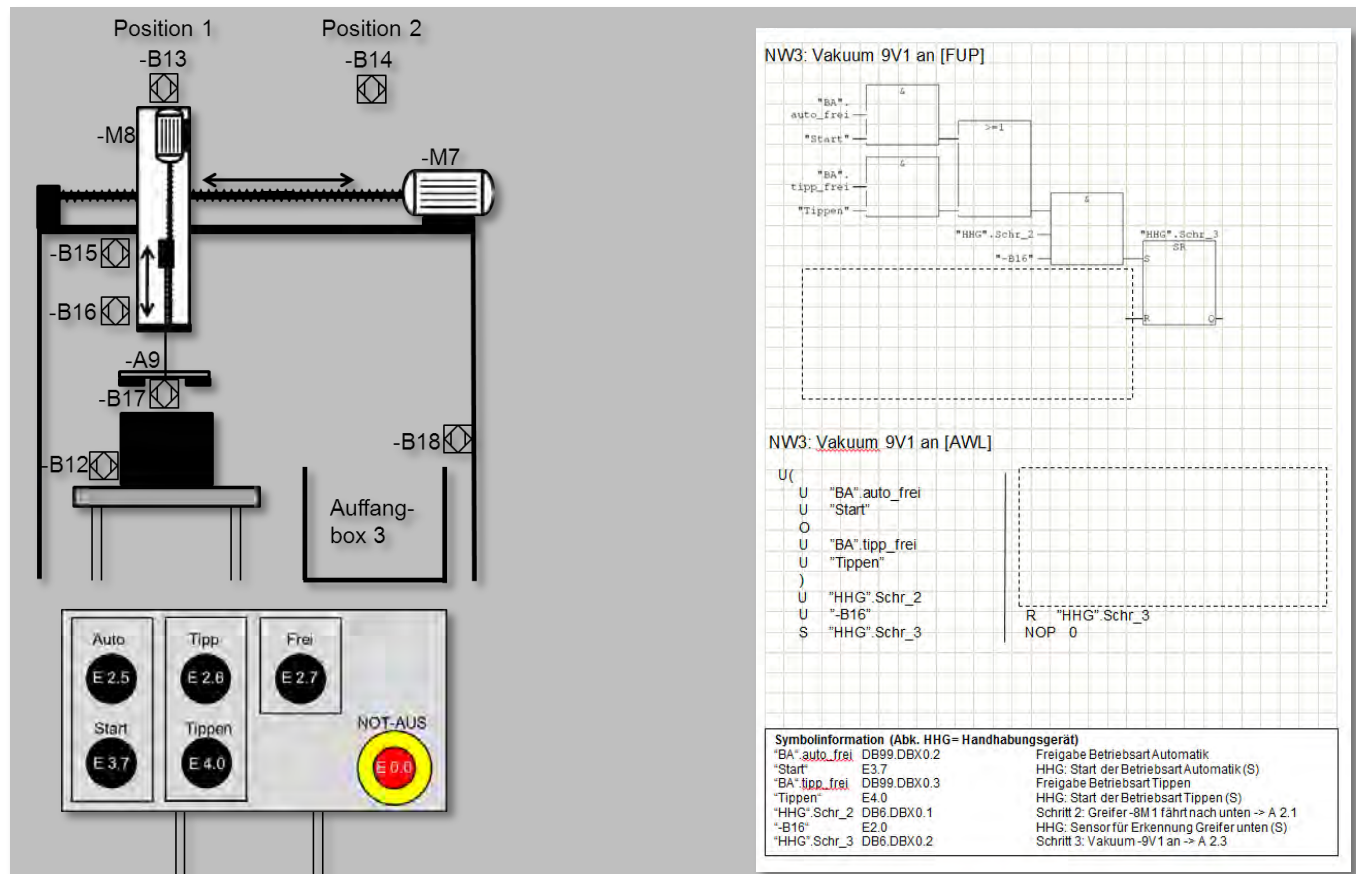 Position 1
Position 2
-B13
-B14
-M8
-M7
-B15
-B16
-A9
-B17
-B18
-B12
Auffang-
box 3
Auto
Tipp
Frei
E 2.5
E 2.6
E 2.7
Start
Tippen
NOT-AUS
E 3.7
E 4.0
E 0.0
NW3: Vakuum 9V1 an [FUP]
&
"BA".
auto_frei
"Start"
>=1
&
"BA".
tipp_frei
"Tippen"
&
"HHG".Schr_2
"-B16"
"HHG".Schr_3
SR
S
R
Q
NW3: Vakuum 9V1 an [AWL]
U(
U "BA".auto_frei
U "Start"
O
U "BA".tipp_frei
U "Tippen"
)
U "HHG".Schr_2
U "-B16"
S "HHG".Schr_3
R "HHG".Schr_3
NOP 0
Symbolinformation (Abk. HHG= Handhabungsgerät)
"BA".auto_frei DB99.DBX0.2 Freigabe Betriebsart Automatik
"Start" E3.7 HHG: Start der Betriebsart Automatik (S)
"BA".tipp_frei DB99.DBX0.3 Freigabe Betriebsart Tippen
"Tippen" E4.0 HHG: Start der Betriebsart Tippen (S)
"HHG".Schr_2 DB6.DBX0.1 Schritt 2: Greifer -8M1 fährt nach unten -> A 2.1
"-B16" E2.0 HHG: Sensor für Erkennung Greifer unten (S)
"HHG".Schr_3 DB6.DBX0.2 Schritt 3: Vakuum -9V1 an -> A 2.3